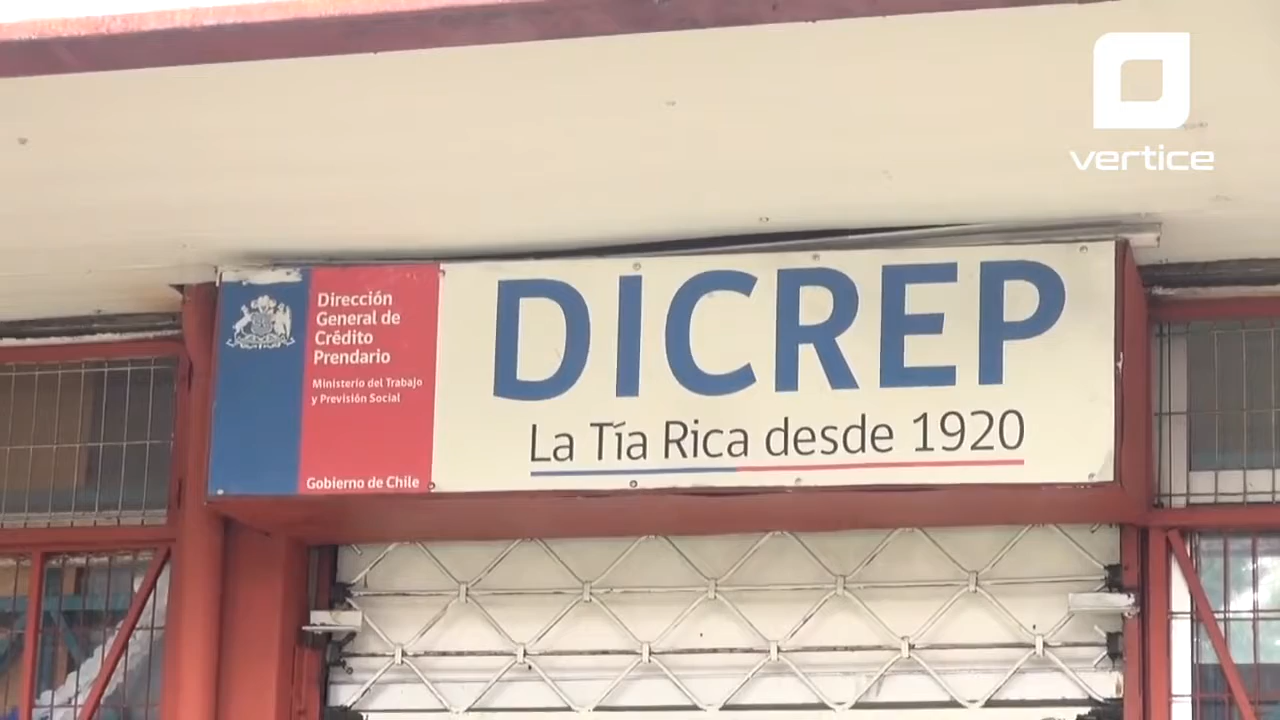 vertice
Dirección
General de
Crédito
Prendario
Ministerio del Trabajo
y Previsión Social
Gobierno de Chile
DICREP
La Tía Rica desde 1920